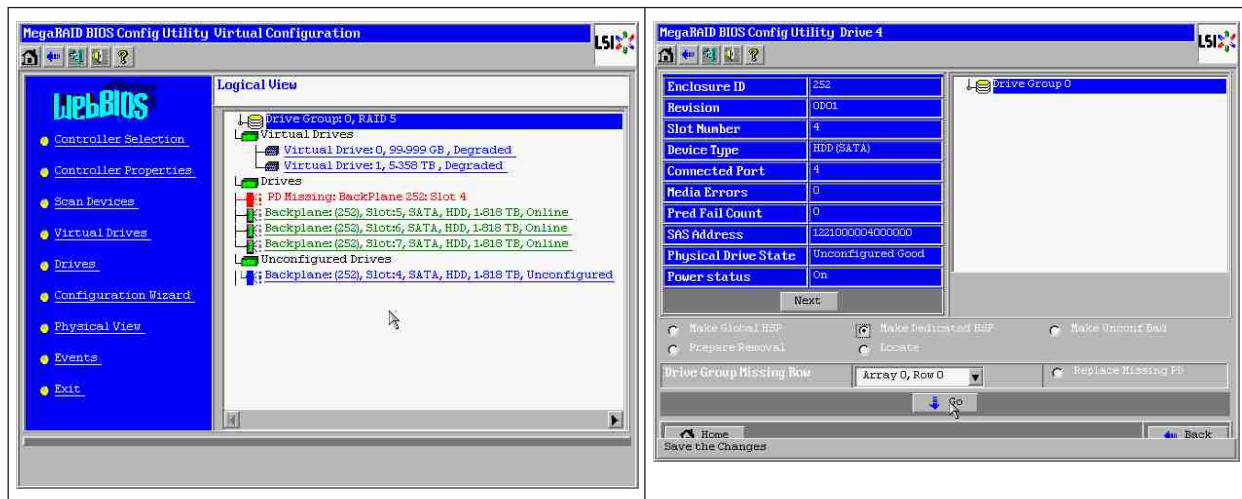 MegaRAID BIOS Config Utility Virtual Configuration
LSI
WebBIOS
Controller Selection
Controller Properties
Scan Devices
Virtual Drives
Drives
Configuration Wizard
Physical View
Events
Exit
Logical View
Drive Group: 0, RAID 5
Virtual Drives
Virtual Drive: 0, 99.999 GB, Degraded
Virtual Drive: 1, 5.358 TB, Degraded
Drives
PD Missing: BackPlane 252: Slot 4
Backplane: (252), Slot:5, SATA, HDD, 1.818 TB, Online
Backplane: (252), Slot:6, SATA, HDD, 1.818 TB, Online
Backplane: (252), Slot:7, SATA, HDD, 1.818 TB, Online
Unconfigured Drives
Backplane: (252), Slot:4, SATA, HDD, 1.818 TB, Unconfigured
MegaRAID BIOS Config Utility Drive 4
LSI
Enclosure ID 252
Revision 0D01
Slot Number 4
Device Type HDD (SATA)
Connected Port 4
Media Errors 0
Pred Fail Count 0
SAS Address 1221000004000000
Physical Drive State Unconfigured Good
Power status On
Next
Drive Group 0
Make Global HSP Make Dedicated HSP Make Unconf Bad
Prepare Removal Locate
Drive Group Missing Row Array 0, Row 0 Replace Missing PD
Go
Home Back
Save the Changes